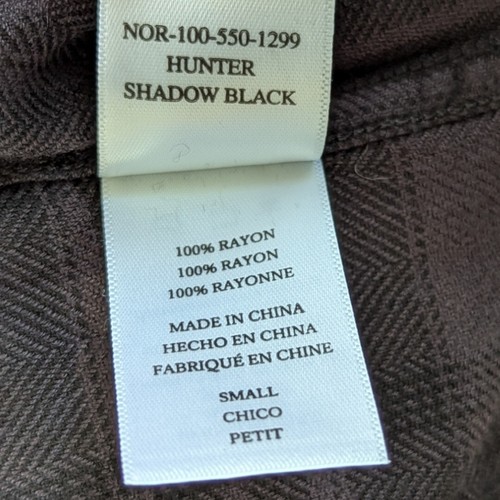 NOR-100-550-1299
HUNTER
SHADOW BLACK
100% RAYON
100% RAYON
100% RAYONNE
MADE IN CHINA
HECHO EN CHINA
FABRIQUÉ EN CHINE
SMALL
CHICO
PETIT